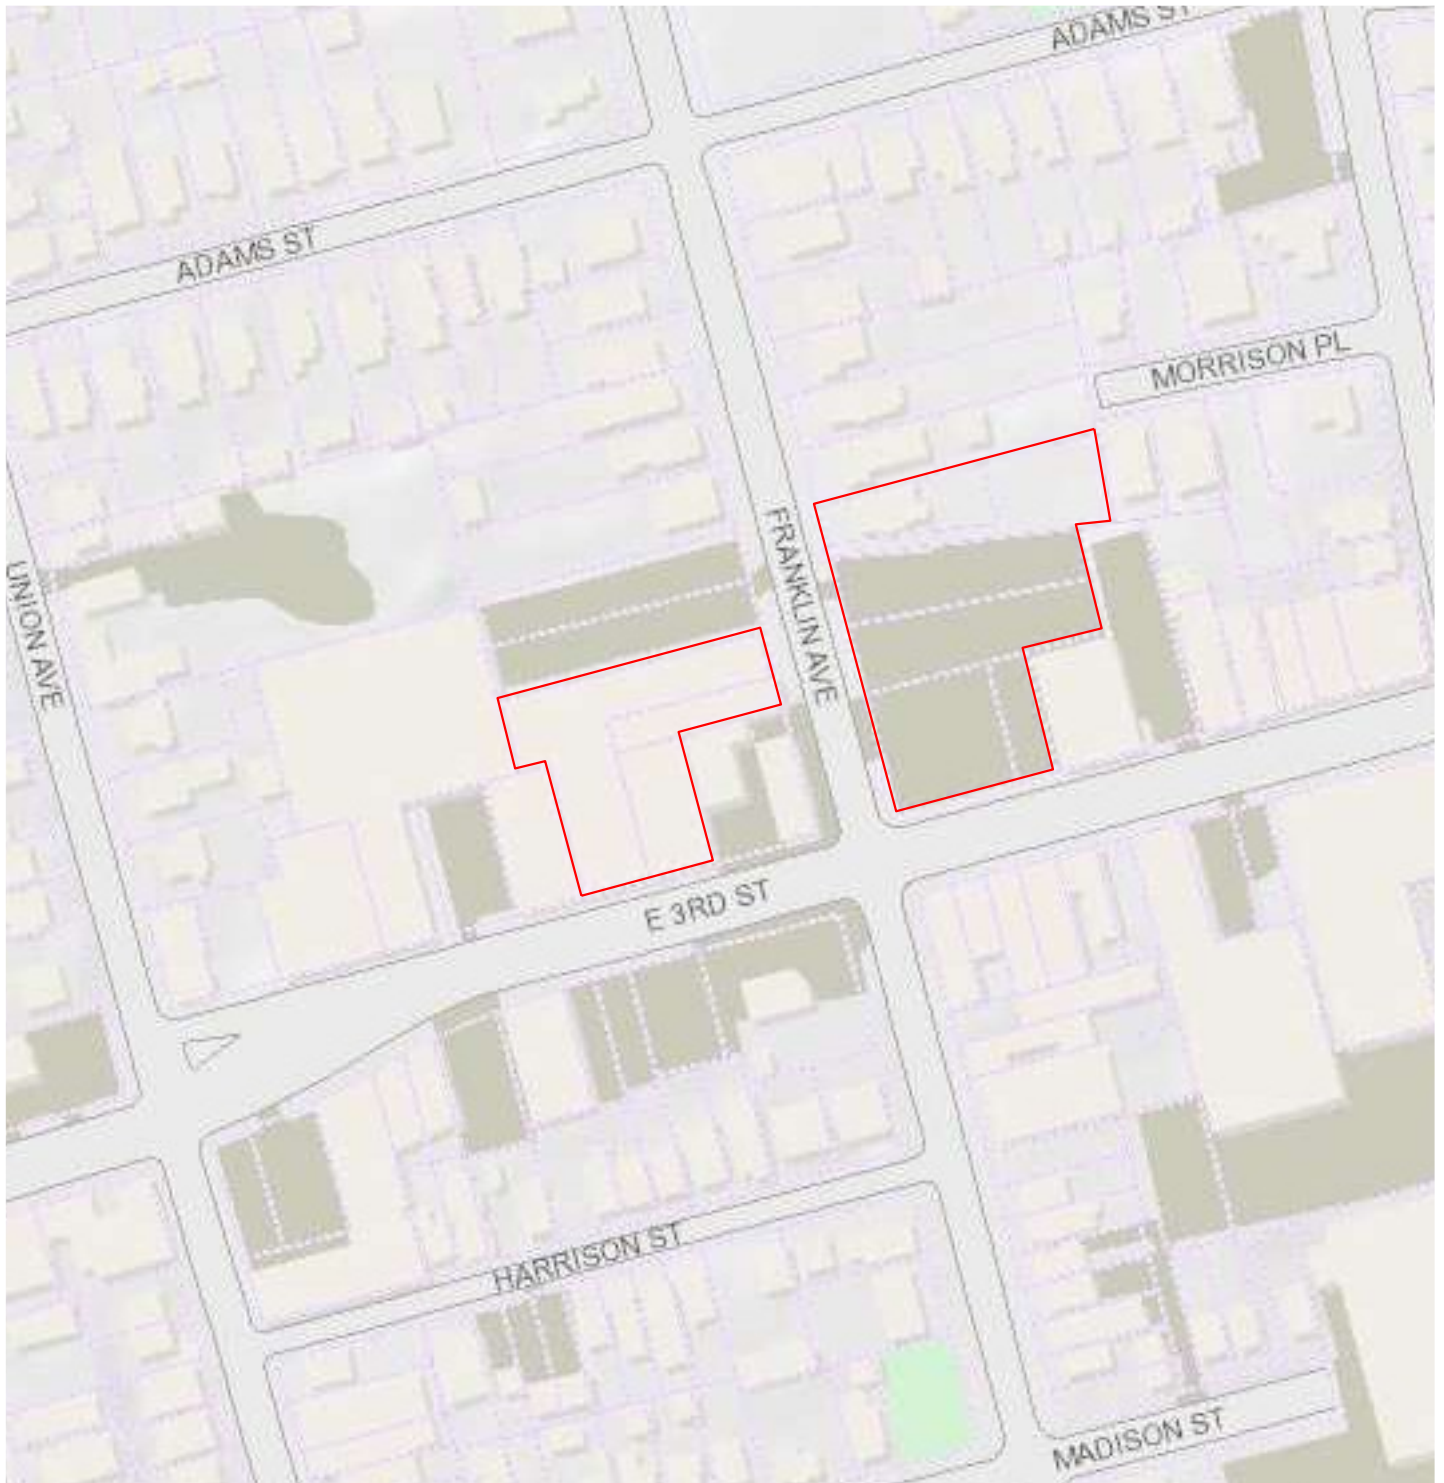 ADAMS ST
ADAMS ST
MORRISON PL
FRANKLIN AVE
UNION AVE
E 3RD ST
HARRISON ST
MADISON ST